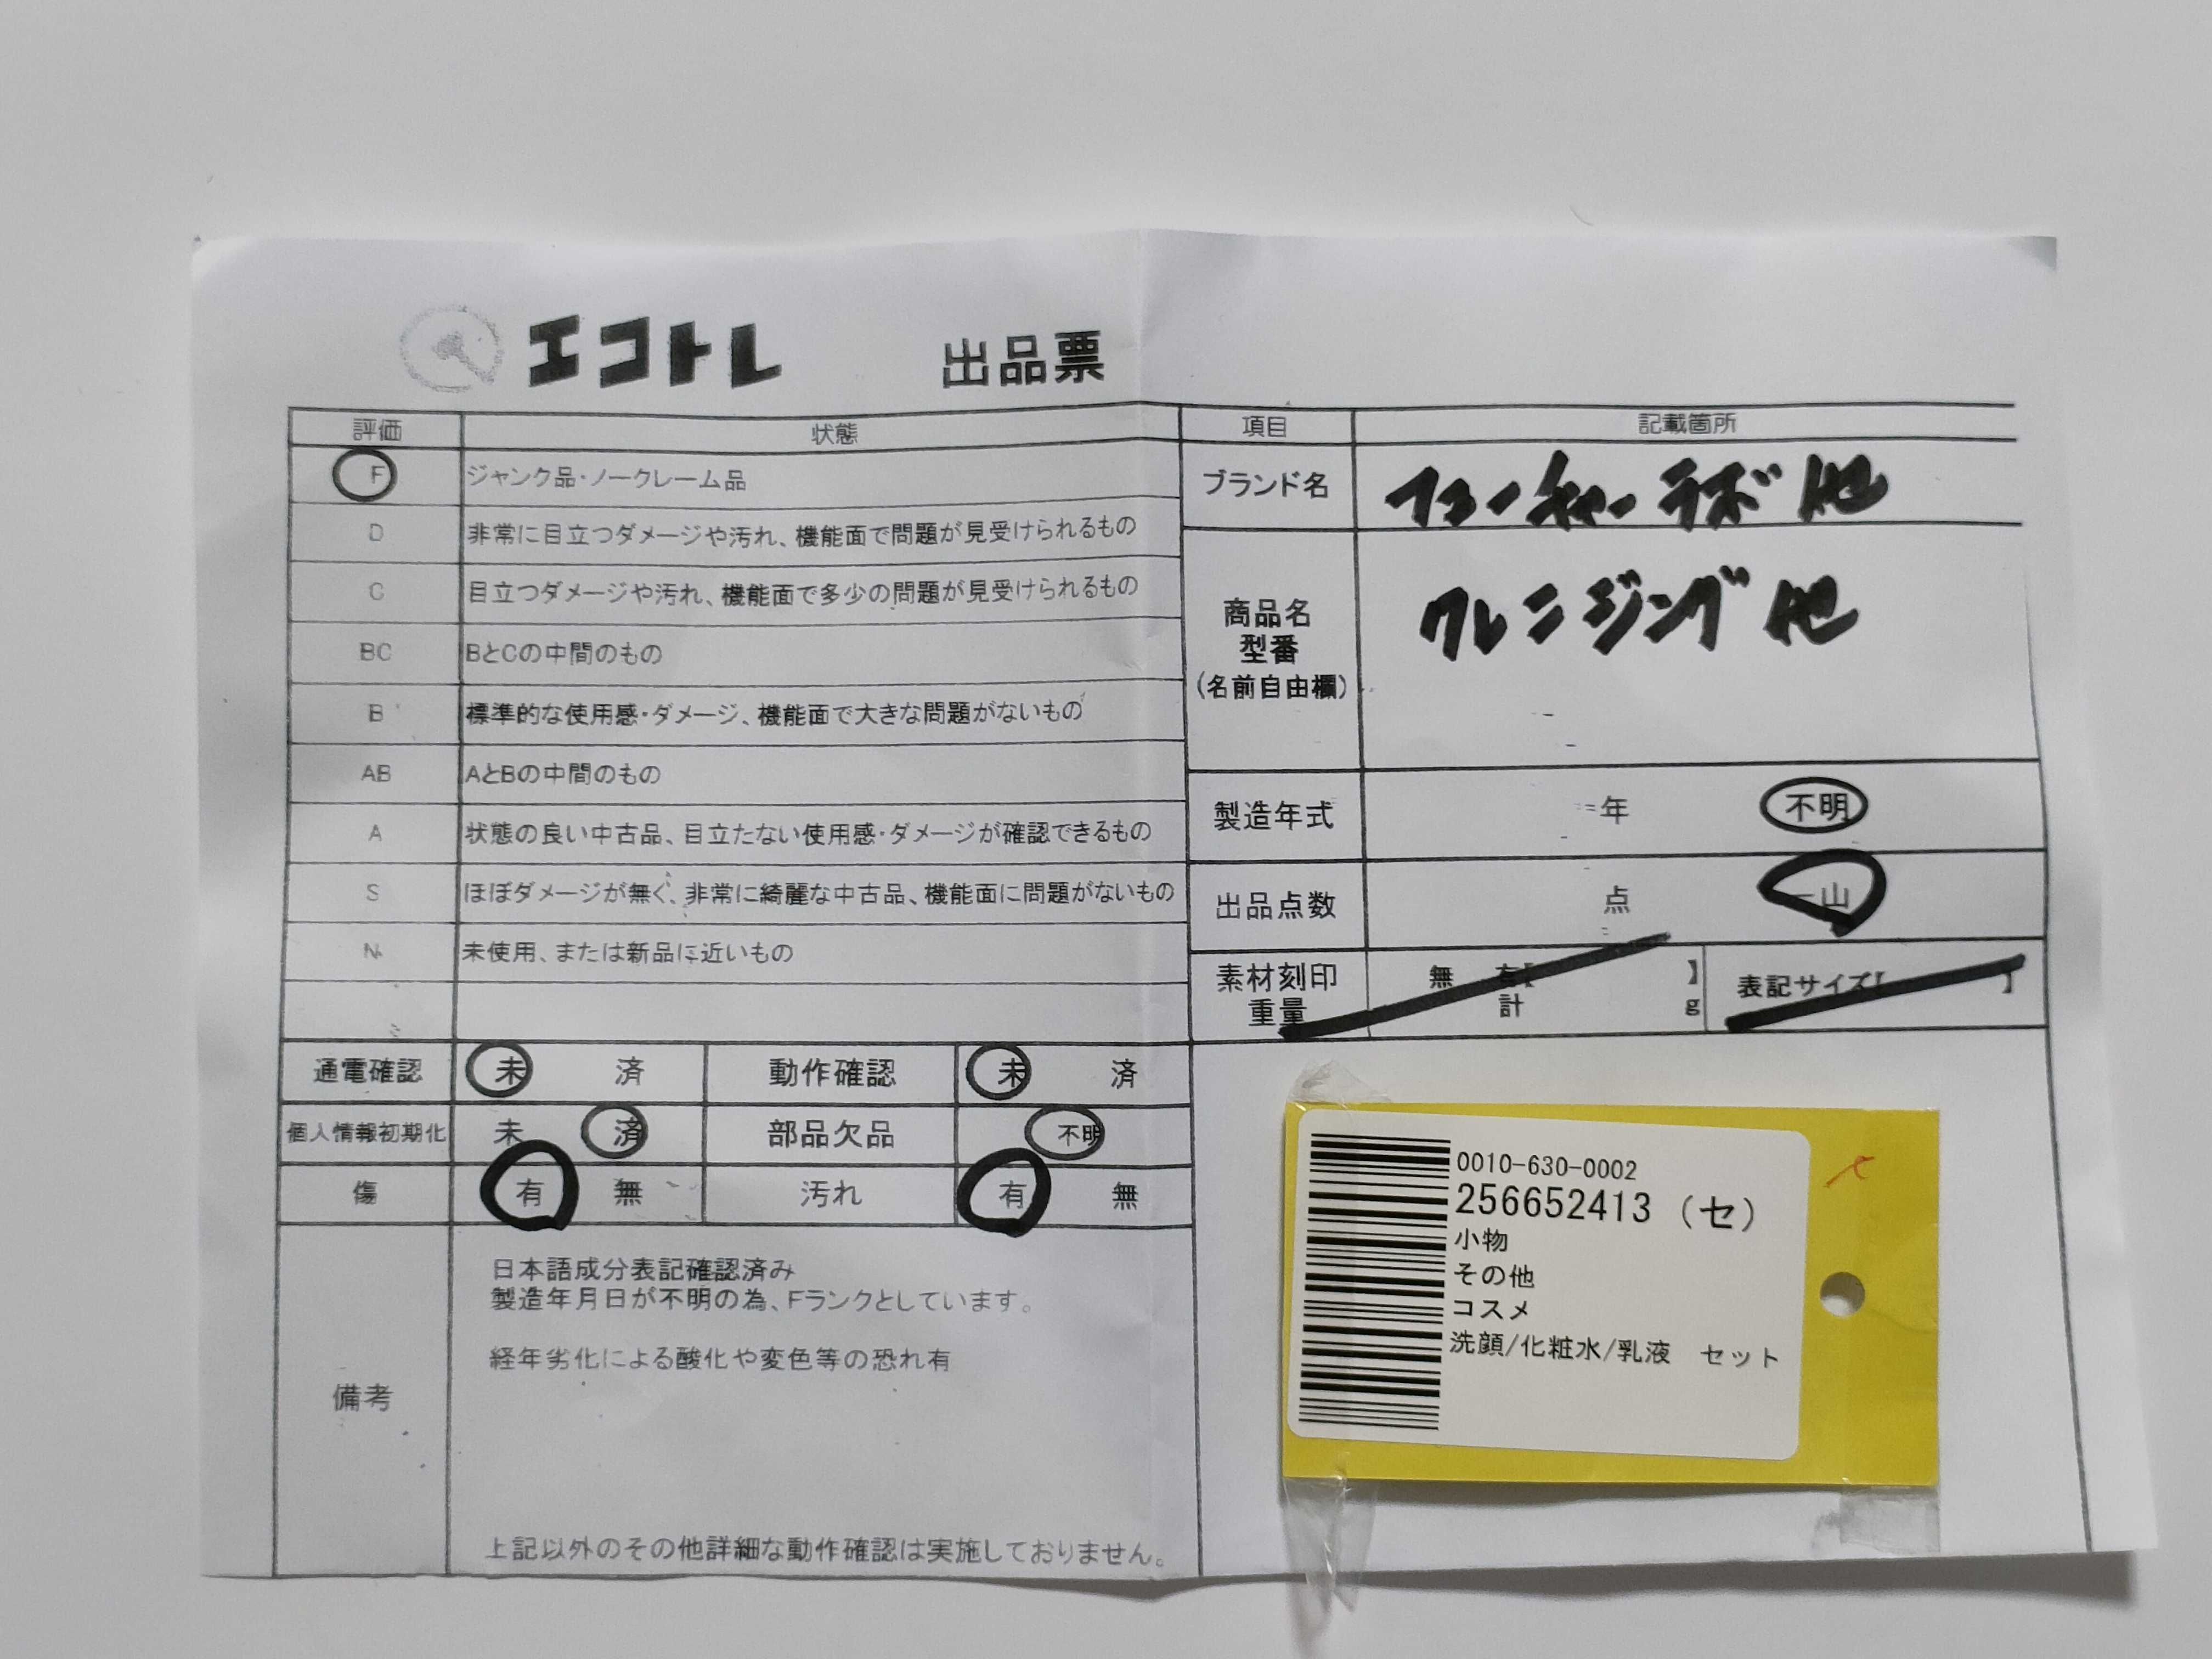 エコトレ 出品票
評価 状態
F ジャンク品・ノークレーム品
D 非常に目立つダメージや汚れ、機能面で問題が見受けられるもの
C 目立つダメージや汚れ、機能面で多少の問題が見受けられるもの
BC BとCの中間のもの
B 標準的な使用感・ダメージ、機能面で大きな問題がないもの
AB AとBの中間のもの
A 状態の良い中古品、目立たない使用感・ダメージが確認できるもの
S ほぼダメージが無く、非常に綺麗な中古品、機能面に問題がないもの
N 未使用、または新品に近いもの
項目 記載箇所
ブランド名 フューチャーラボ 他
商品名
型番
(名前自由欄)
クレンジング 他
製造年式 年 不明
出品点数 点 一山
素材刻印 無 有【 】
重量 計 g
表記サイズ【 】
通電確認 未 済 動作確認 未 済
個人情報初期化 未 済 部品欠品 不明
傷 有 無 汚れ 有 無
備考
日本語成分表記確認済み
製造年月日が不明の為、Fランクとしています。
経年劣化による酸化や変色等の恐れ有
上記以外のその他詳細な動作確認は実施しておりません。
0010-630-0002
256652413 (セ)
小物
その他
コスメ
洗顔/化粧水/乳液 セット